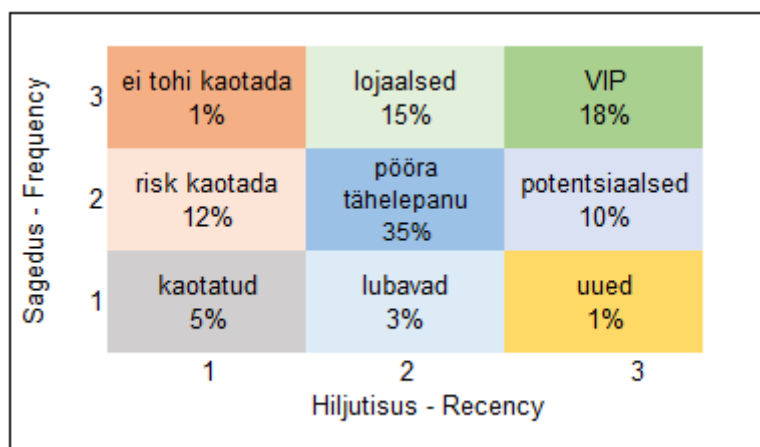 Sagedus - Frequency
3
ei tohi kaotada
1%
lojaalsed
15%
VIP
18%
2
risk kaotada
12%
pööra
tähelepanu
35%
potentsiaalsed
10%
1
kaotatud
5%
lubavad
3%
uued
1%
1
2
3
Hiljutisus - Recency